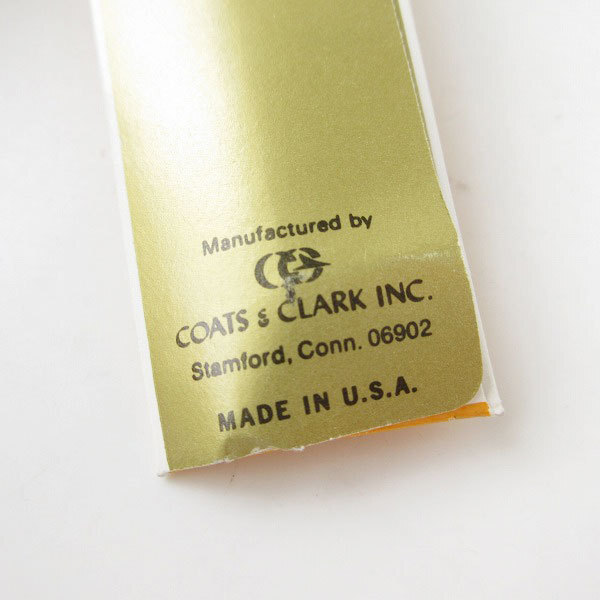 Manufactured by
COATS & CLARK INC.
Stamford, Conn. 06902
MADE IN U.S.A.